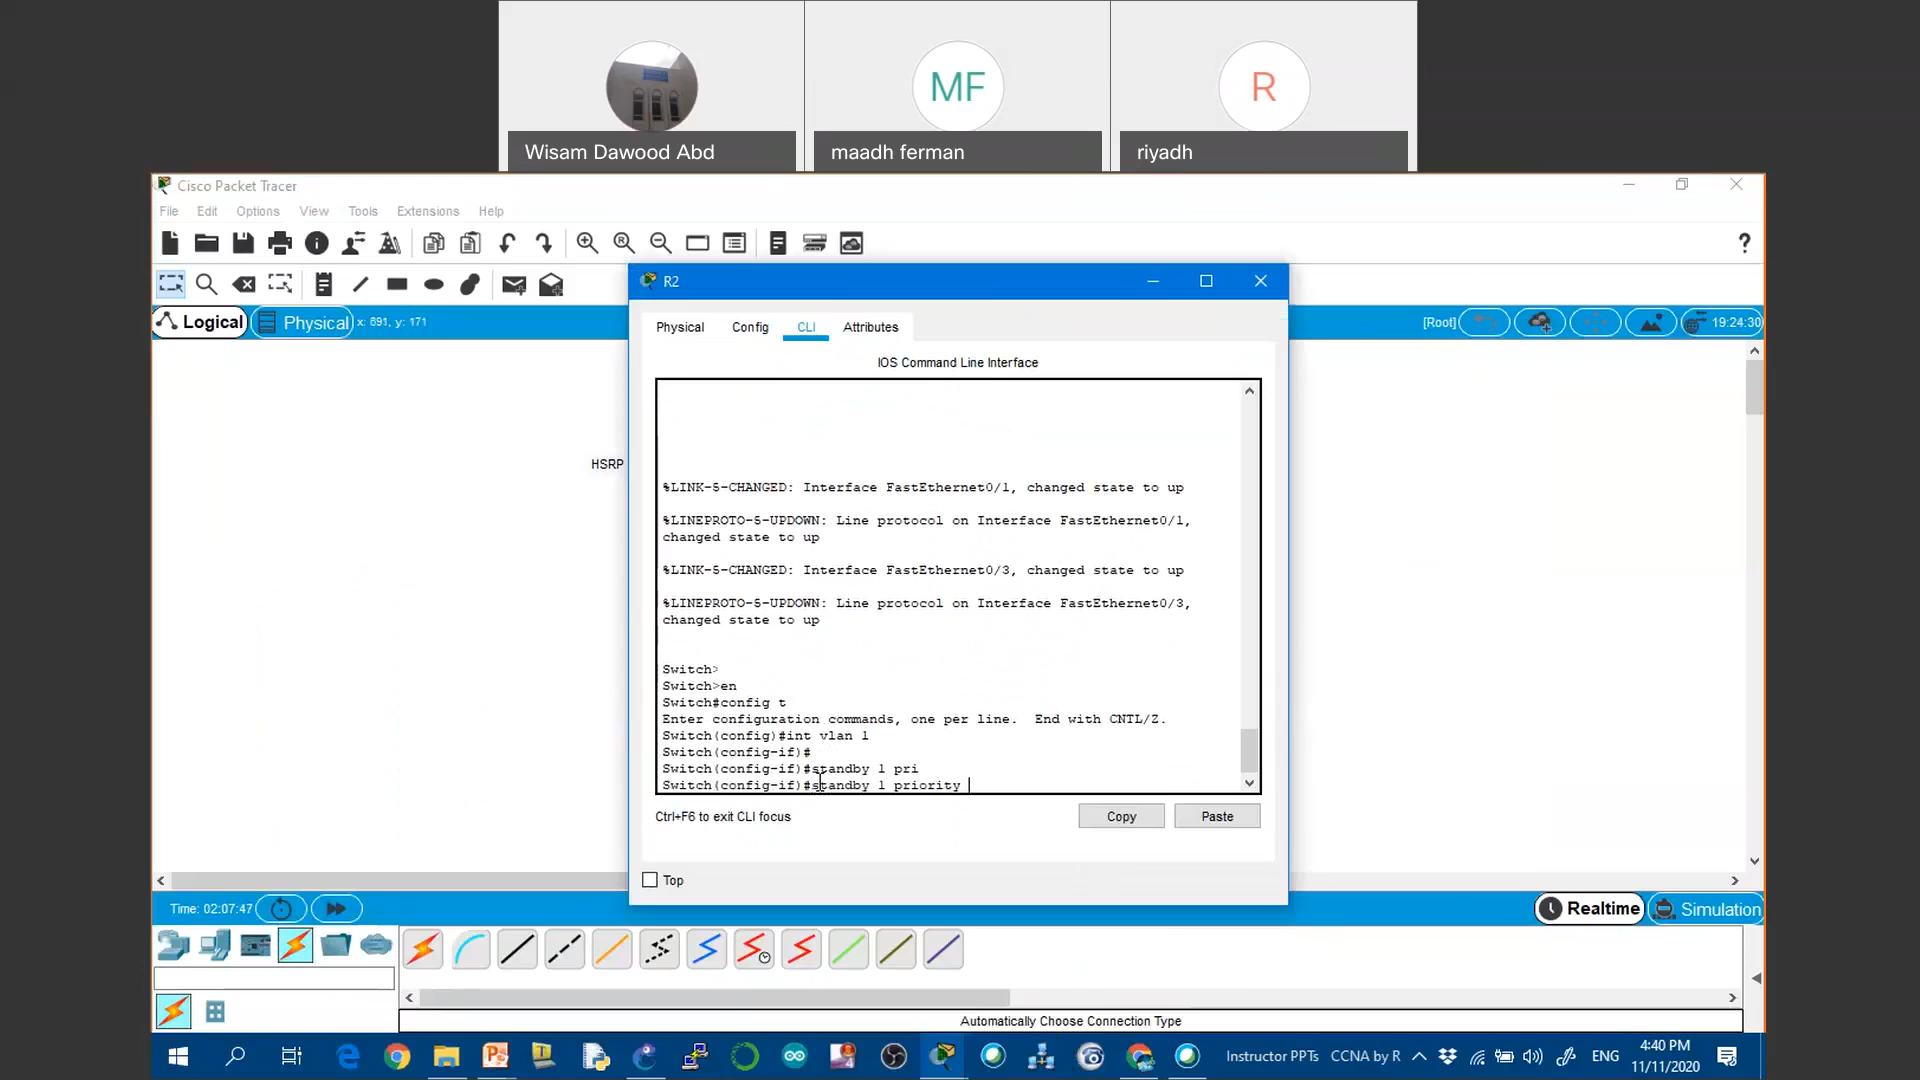 MF
R
Wisam Dawood Abd
maadh ferman
riyadh
Cisco Packet Tracer
File Edit Options View Tools Extensions Help
?
R2
Logical
Physical
x: 691, y: 171
[Root]
19:24:30
Physical Config CLI Attributes
IOS Command Line Interface
HSRP
%LINK-5-CHANGED: Interface FastEthernet0/1, changed state to up
%LINEPROTO-5-UPDOWN: Line protocol on Interface FastEthernet0/1,
changed state to up
%LINK-5-CHANGED: Interface FastEthernet0/3, changed state to up
%LINEPROTO-5-UPDOWN: Line protocol on Interface FastEthernet0/3,
changed state to up
Switch>
Switch>en
Switch#config t
Enter configuration commands, one per line.  End with CNTL/Z.
Switch(config)#int vlan 1
Switch(config-if)#
Switch(config-if)#standby 1 pri
Switch(config-if)#standby 1 priority
Ctrl+F6 to exit CLI focus
Copy
Paste
Top
Time: 02:07:47
Realtime
Simulation
Automatically Choose Connection Type
Instructor PPTs
CCNA by R
ENG
4:40 PM
11/11/2020